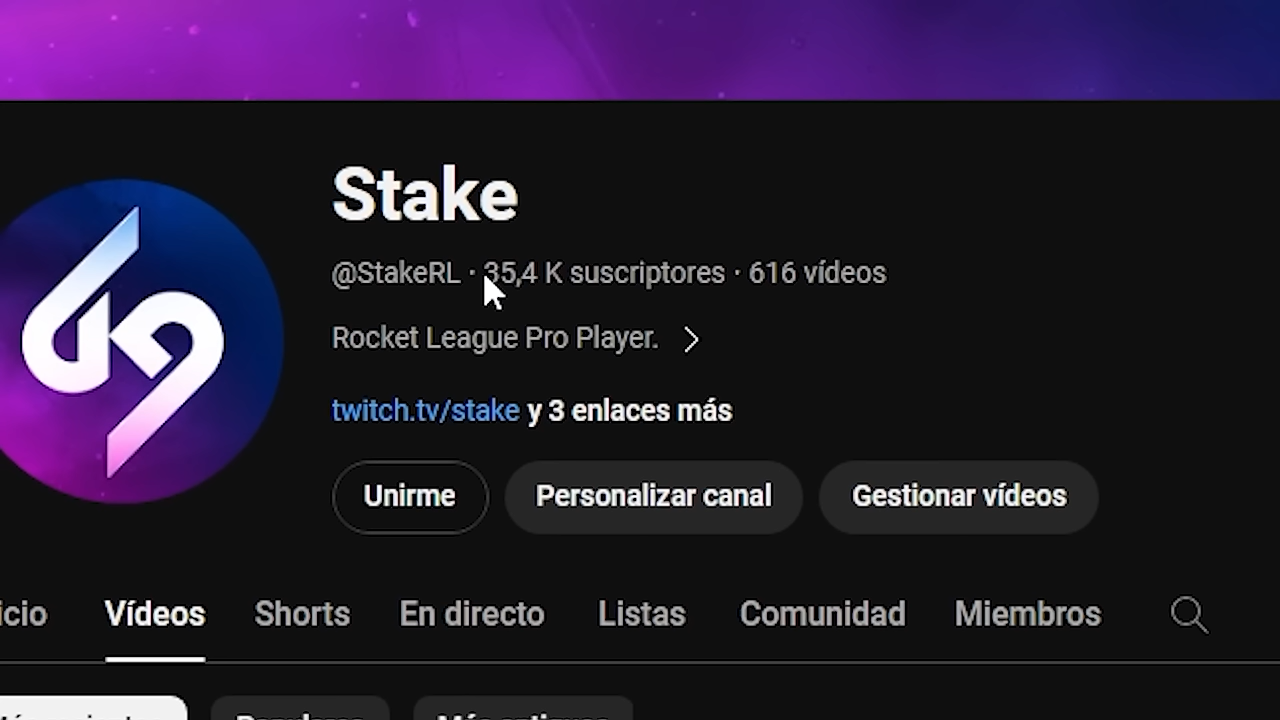 Stake
@StakeRL · 35,4 K suscriptores · 616 vídeos
Rocket League Pro Player.
twitch.tv/stake y 3 enlaces más
Unirme Personalizar canal Gestionar vídeos
icio Vídeos Shorts En directo Listas Comunidad Miembros